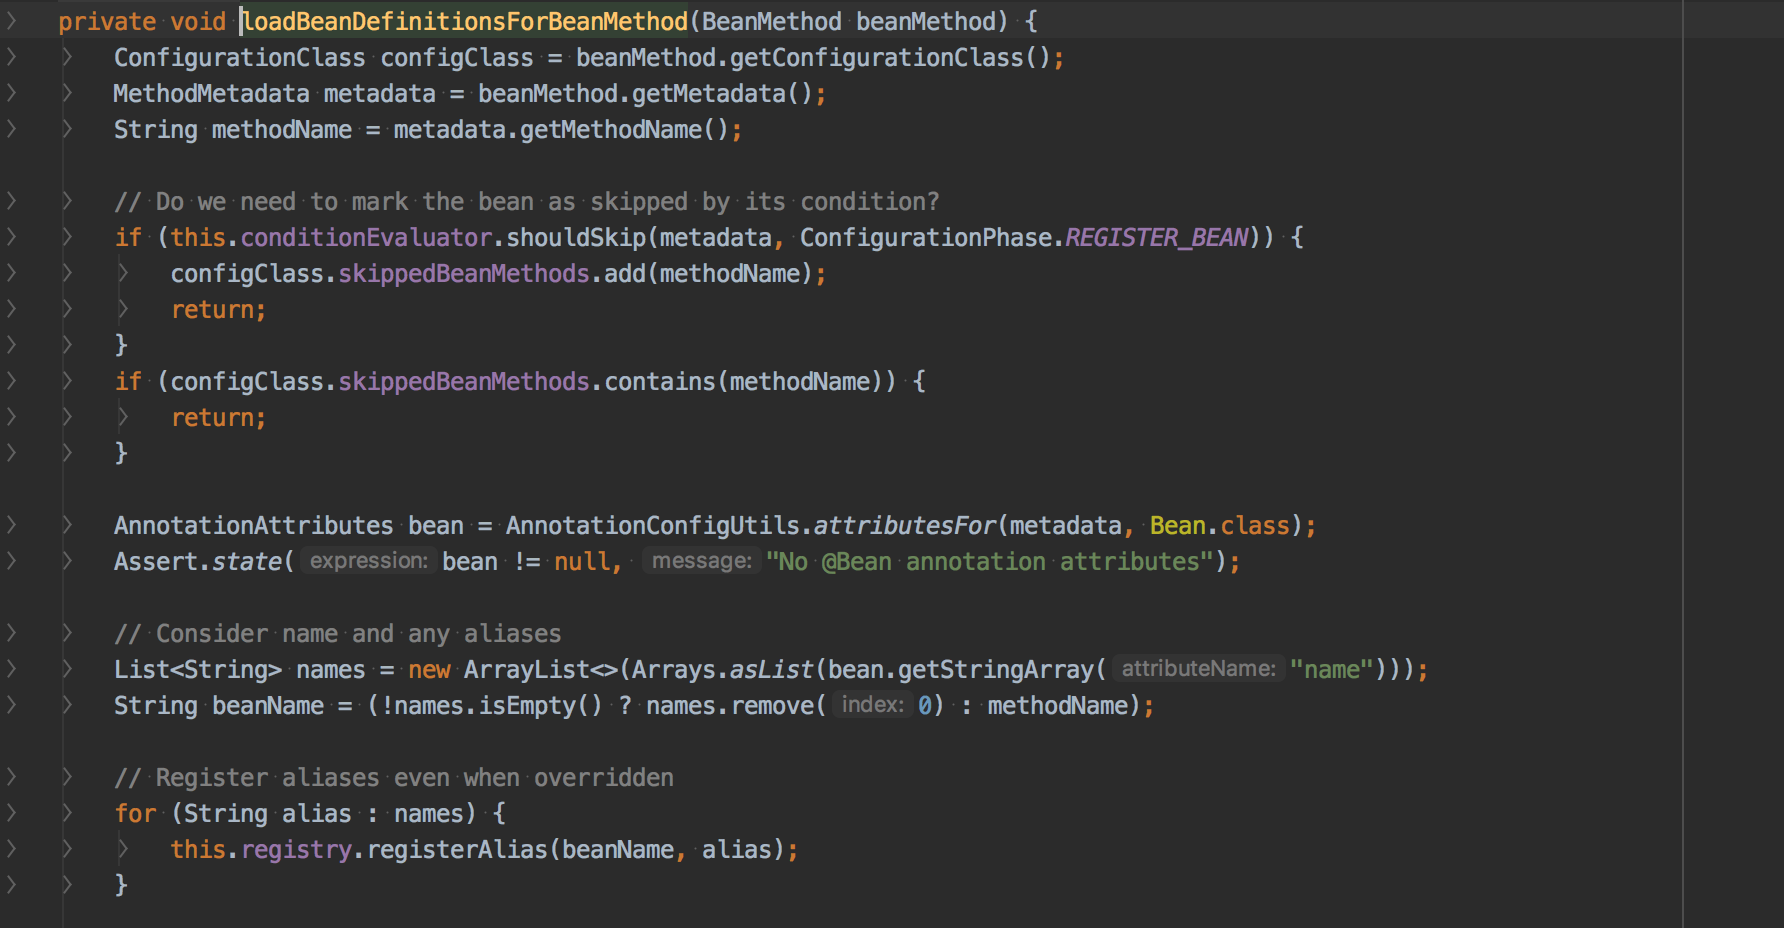 private void loadBeanDefinitionsForBeanMethod(BeanMethod beanMethod) {
ConfigurationClass configClass = beanMethod.getConfigurationClass();
MethodMetadata metadata = beanMethod.getMetadata();
String methodName = metadata.getMethodName();
// Do we need to mark the bean as skipped by its condition?
if (this.conditionEvaluator.shouldSkip(metadata, ConfigurationPhase.REGISTER_BEAN)) {
configClass.skippedBeanMethods.add(methodName);
return;
}
if (configClass.skippedBeanMethods.contains(methodName)) {
return;
}
AnnotationAttributes bean = AnnotationConfigUtils.attributesFor(metadata, Bean.class);
Assert.state( expression: bean != null, message: "No @Bean annotation attributes");
// Consider name and any aliases
List<String> names = new ArrayList<>(Arrays.asList(bean.getStringArray( attributeName: "name")));
String beanName = (!names.isEmpty() ? names.remove( index: 0) : methodName);
// Register aliases even when overridden
for (String alias : names) {
this.registry.registerAlias(beanName, alias);
}